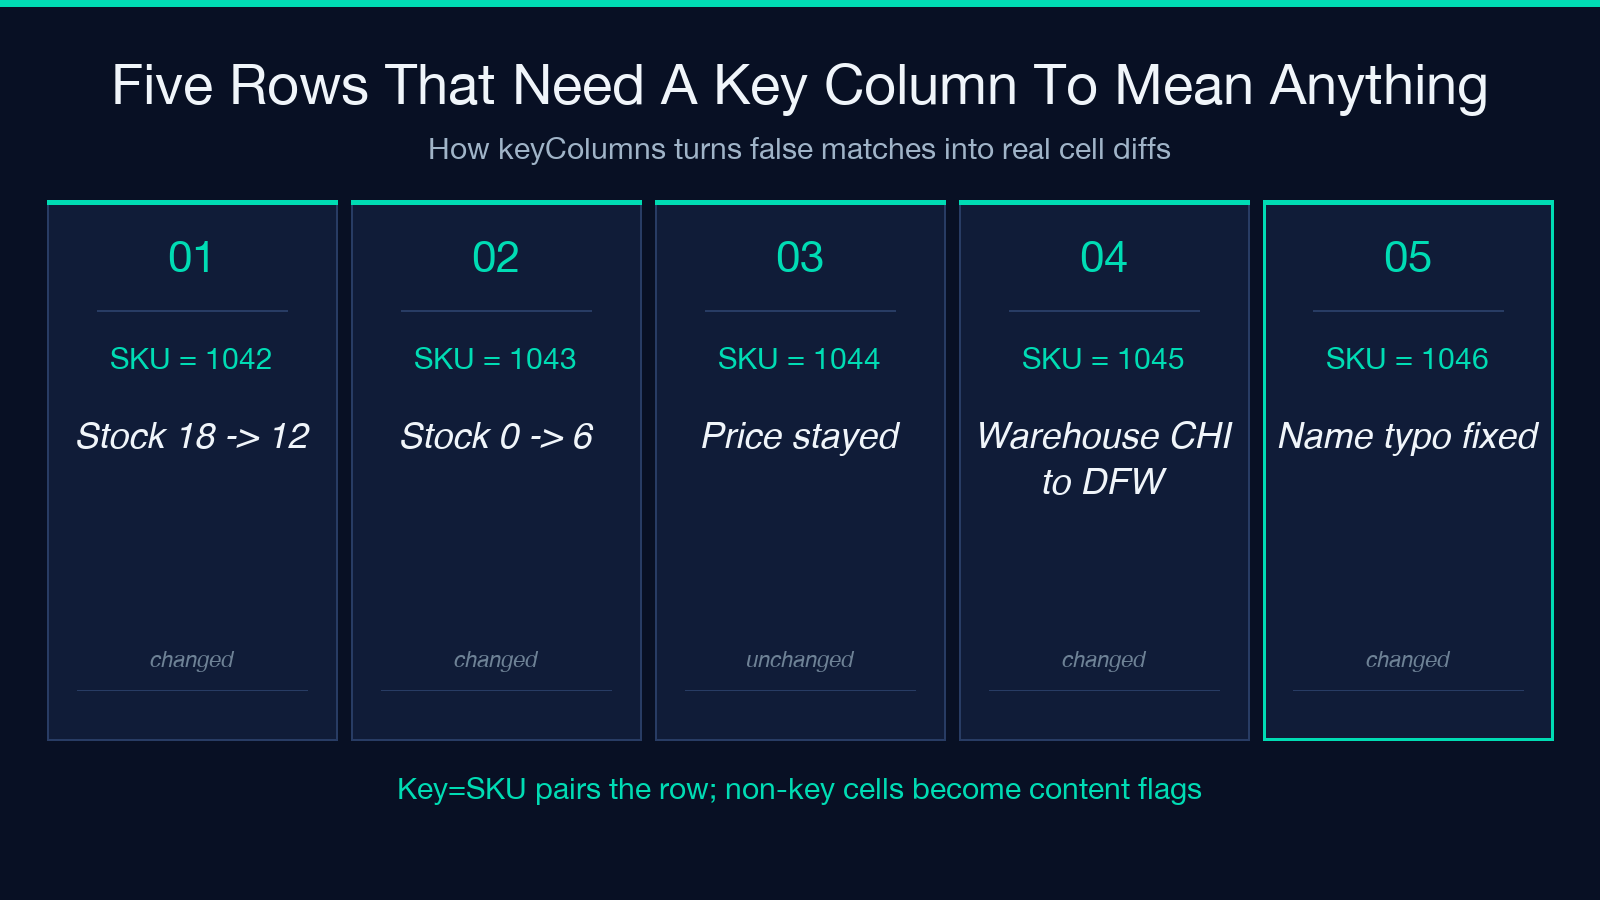 Five Rows That Need A Key Column To Mean Anything
How keyColumns turns false matches into real cell diffs
01
SKU = 1042
Stock 18 -> 12
changed
02
SKU = 1043
Stock 0 -> 6
changed
03
SKU = 1044
Price stayed
unchanged
04
SKU = 1045
Warehouse CHI
to DFW
changed
05
SKU = 1046
Name typo fixed
changed
Key=SKU pairs the row; non-key cells become content flags